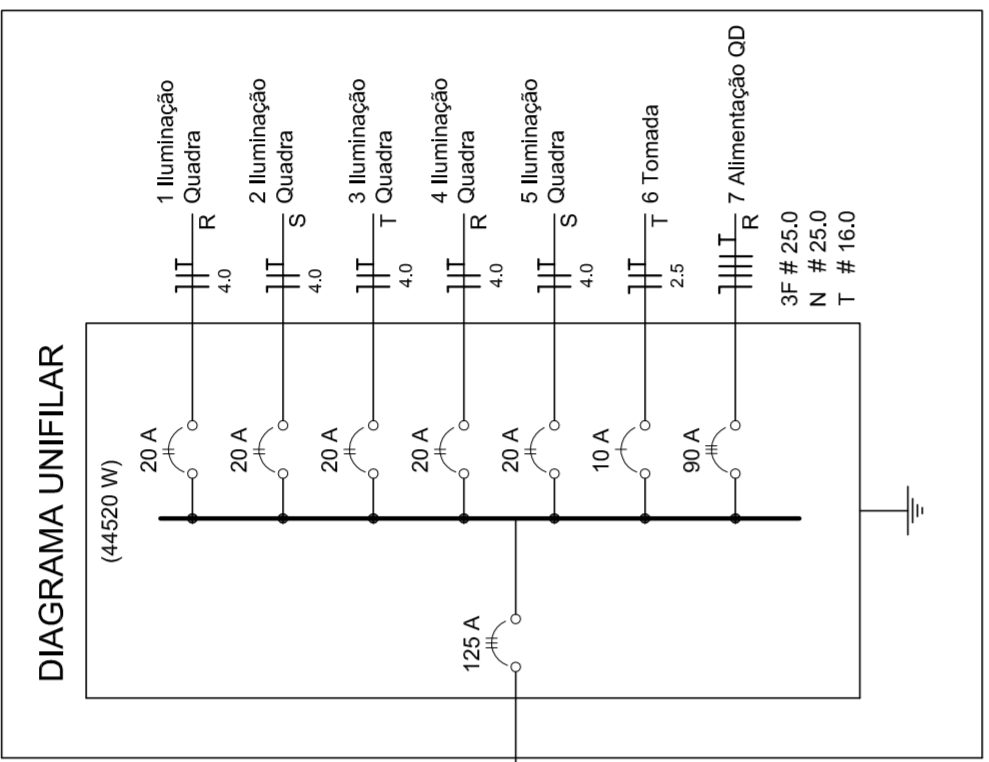 DIAGRAMA UNIFILAR
(44520 W)
125 A
20 A
4.0
R
1 Iluminação
Quadra
20 A
4.0
S
2 Iluminação
Quadra
20 A
4.0
T
3 Iluminação
Quadra
20 A
4.0
R
4 Iluminação
Quadra
20 A
4.0
S
5 Iluminação
Quadra
10 A
2.5
T
6 Tomada
90 A
R
7 Alimentação QD
3F # 25.0
N # 25.0
T # 16.0